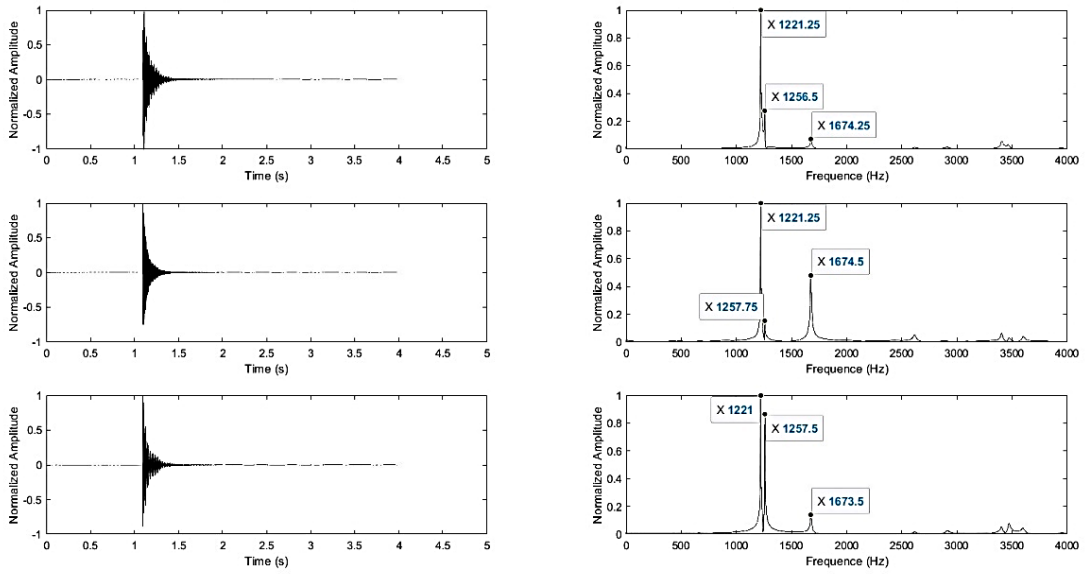 Normalized Amplitude
1
0.5
0
-0.5
-1
0 0.5 1 1.5 2 2.5 3 3.5 4 4.5 5
Time (s)
Normalized Amplitude
1
0.8
0.6
0.4
0.2
0
X 1221.25
X 1256.5
X 1674.25
0 500 1000 1500 2000 2500 3000 3500 4000
Frequence (Hz)
Normalized Amplitude
1
0.5
0
-0.5
-1
0 0.5 1 1.5 2 2.5 3 3.5 4 4.5 5
Time (s)
Normalized Amplitude
1
0.8
0.6
0.4
0.2
0
X 1221.25
X 1674.5
X 1257.75
0 500 1000 1500 2000 2500 3000 3500 4000
Frequence (Hz)
Normalized Amplitude
1
0.5
0
-0.5
-1
0 0.5 1 1.5 2 2.5 3 3.5 4 4.5 5
Time (s)
Normalized Amplitude
1
0.8
0.6
0.4
0.2
0
X 1221
X 1257.5
X 1673.5
0 500 1000 1500 2000 2500 3000 3500 4000
Frequence (Hz)